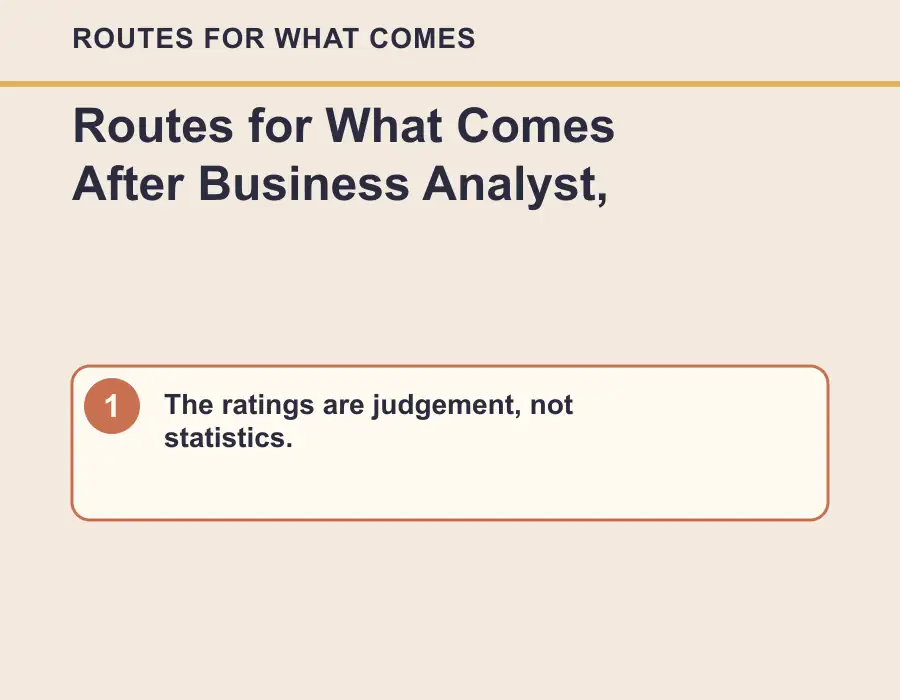 ROUTES FOR WHAT COMES
Routes for What Comes
After Business Analyst,
1
The ratings are judgement, not
statistics.